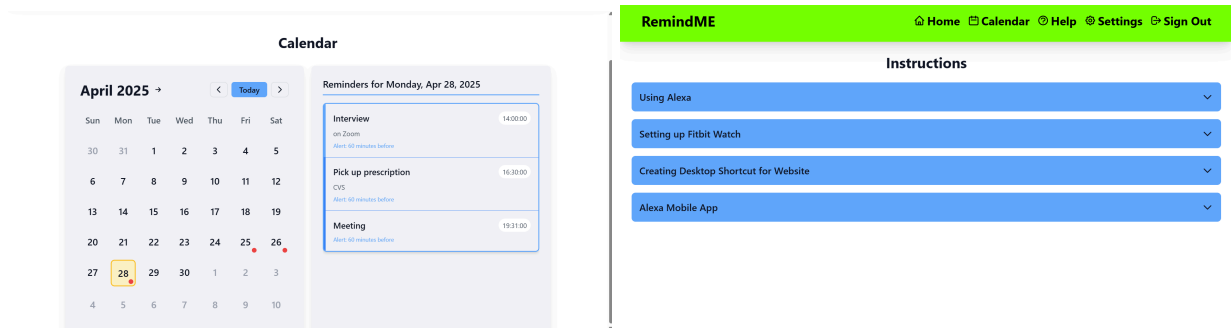 Calendar
April 2025
Today
Sun Mon Tue Wed Thu Fri Sat
30 31 1 2 3 4 5
6 7 8 9 10 11 12
13 14 15 16 17 18 19
20 21 22 23 24 25 26
27 28 29 30 1 2 3
4 5 6 7 8 9 10
Reminders for Monday, Apr 28, 2025
Interview 14:00:00
on Zoom
Alert: 60 minutes before
Pick up prescription 16:30:00
CVS
Alert: 60 minutes before
Meeting 19:31:00
Alert: 60 minutes before
RemindME Home Calendar Help Settings Sign Out
Instructions
Using Alexa
Setting up Fitbit Watch
Creating Desktop Shortcut for Website
Alexa Mobile App